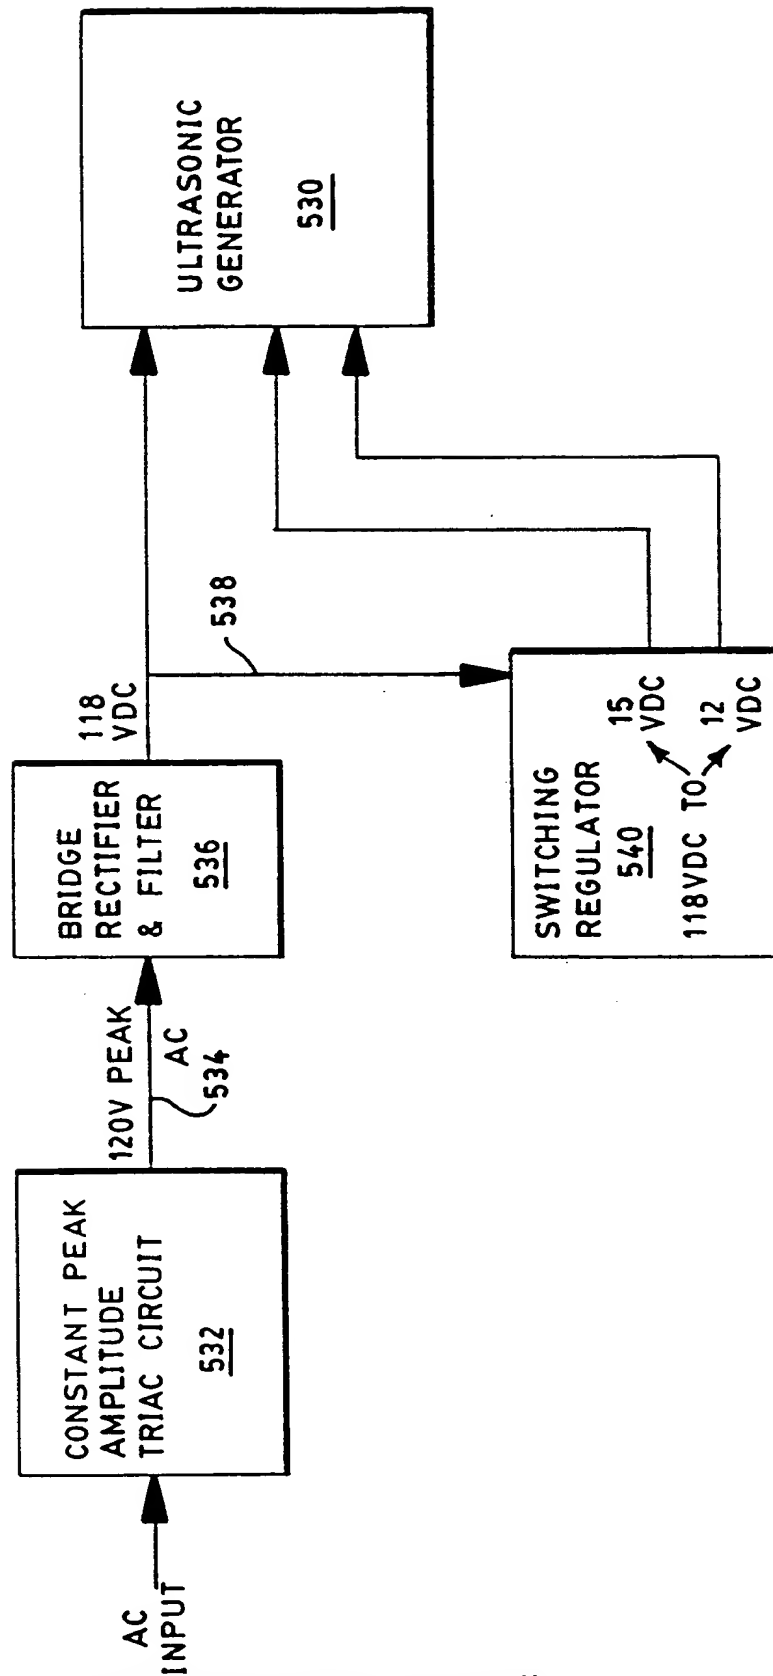 AC
INPUT
CONSTANT PEAK
AMPLITUDE
TRIAC CIRCUIT
532
120V PEAK
AC
534
BRIDGE
RECTIFIER
& FILTER
536
118
VDC
538
ULTRASONIC
GENERATOR
530
SWITCHING
REGULATOR
540
118VDC TO
15
VDC
12
VDC